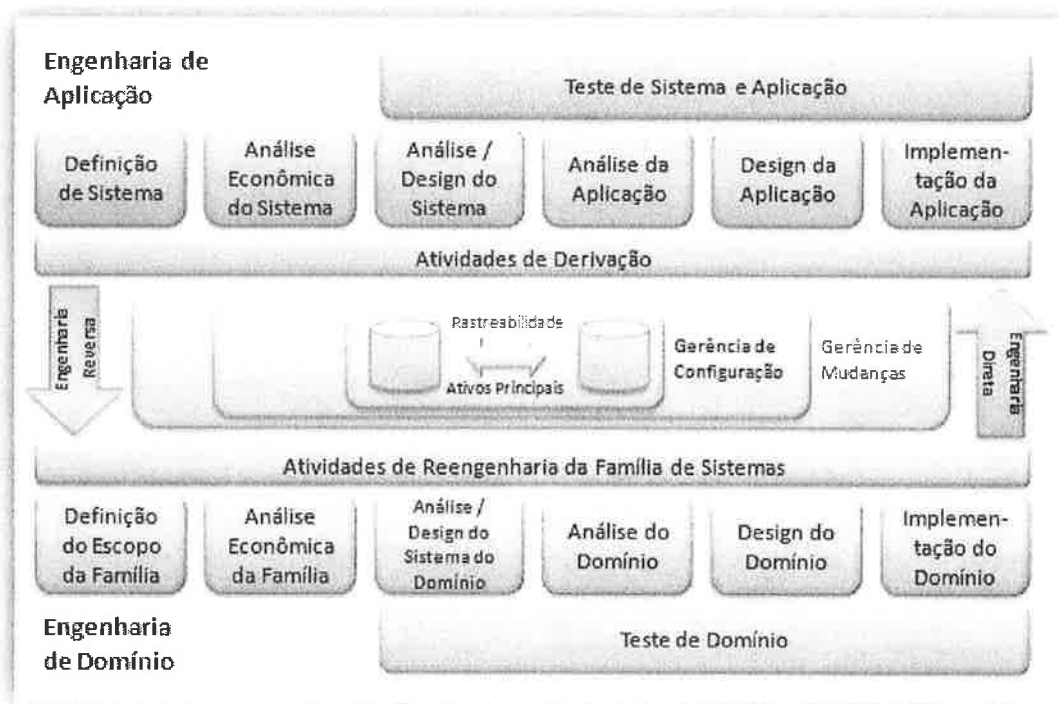 Engenharia de
Aplicação
Teste de Sistema e Aplicação
Definição
de Sistema
Análise
Econômica
do Sistema
Análise /
Design do
Sistema
Análise da
Aplicação
Design da
Aplicação
Implemen-
tação da
Aplicação
Atividades de Derivação
Engenharia
Reversa
Rastreabilidade
Ativos Principais
Gerência de
Configuração
Gerência de
Mudanças
Engenharia
Direta
Atividades de Reengenharia da Família de Sistemas
Definição
do Escopo
da Família
Análise
Econômica
da Família
Análise /
Design do
Sistema do
Domínio
Análise do
Domínio
Design do
Domínio
Implemen-
tação do
Domínio
Engenharia
de Domínio
Teste de Domínio